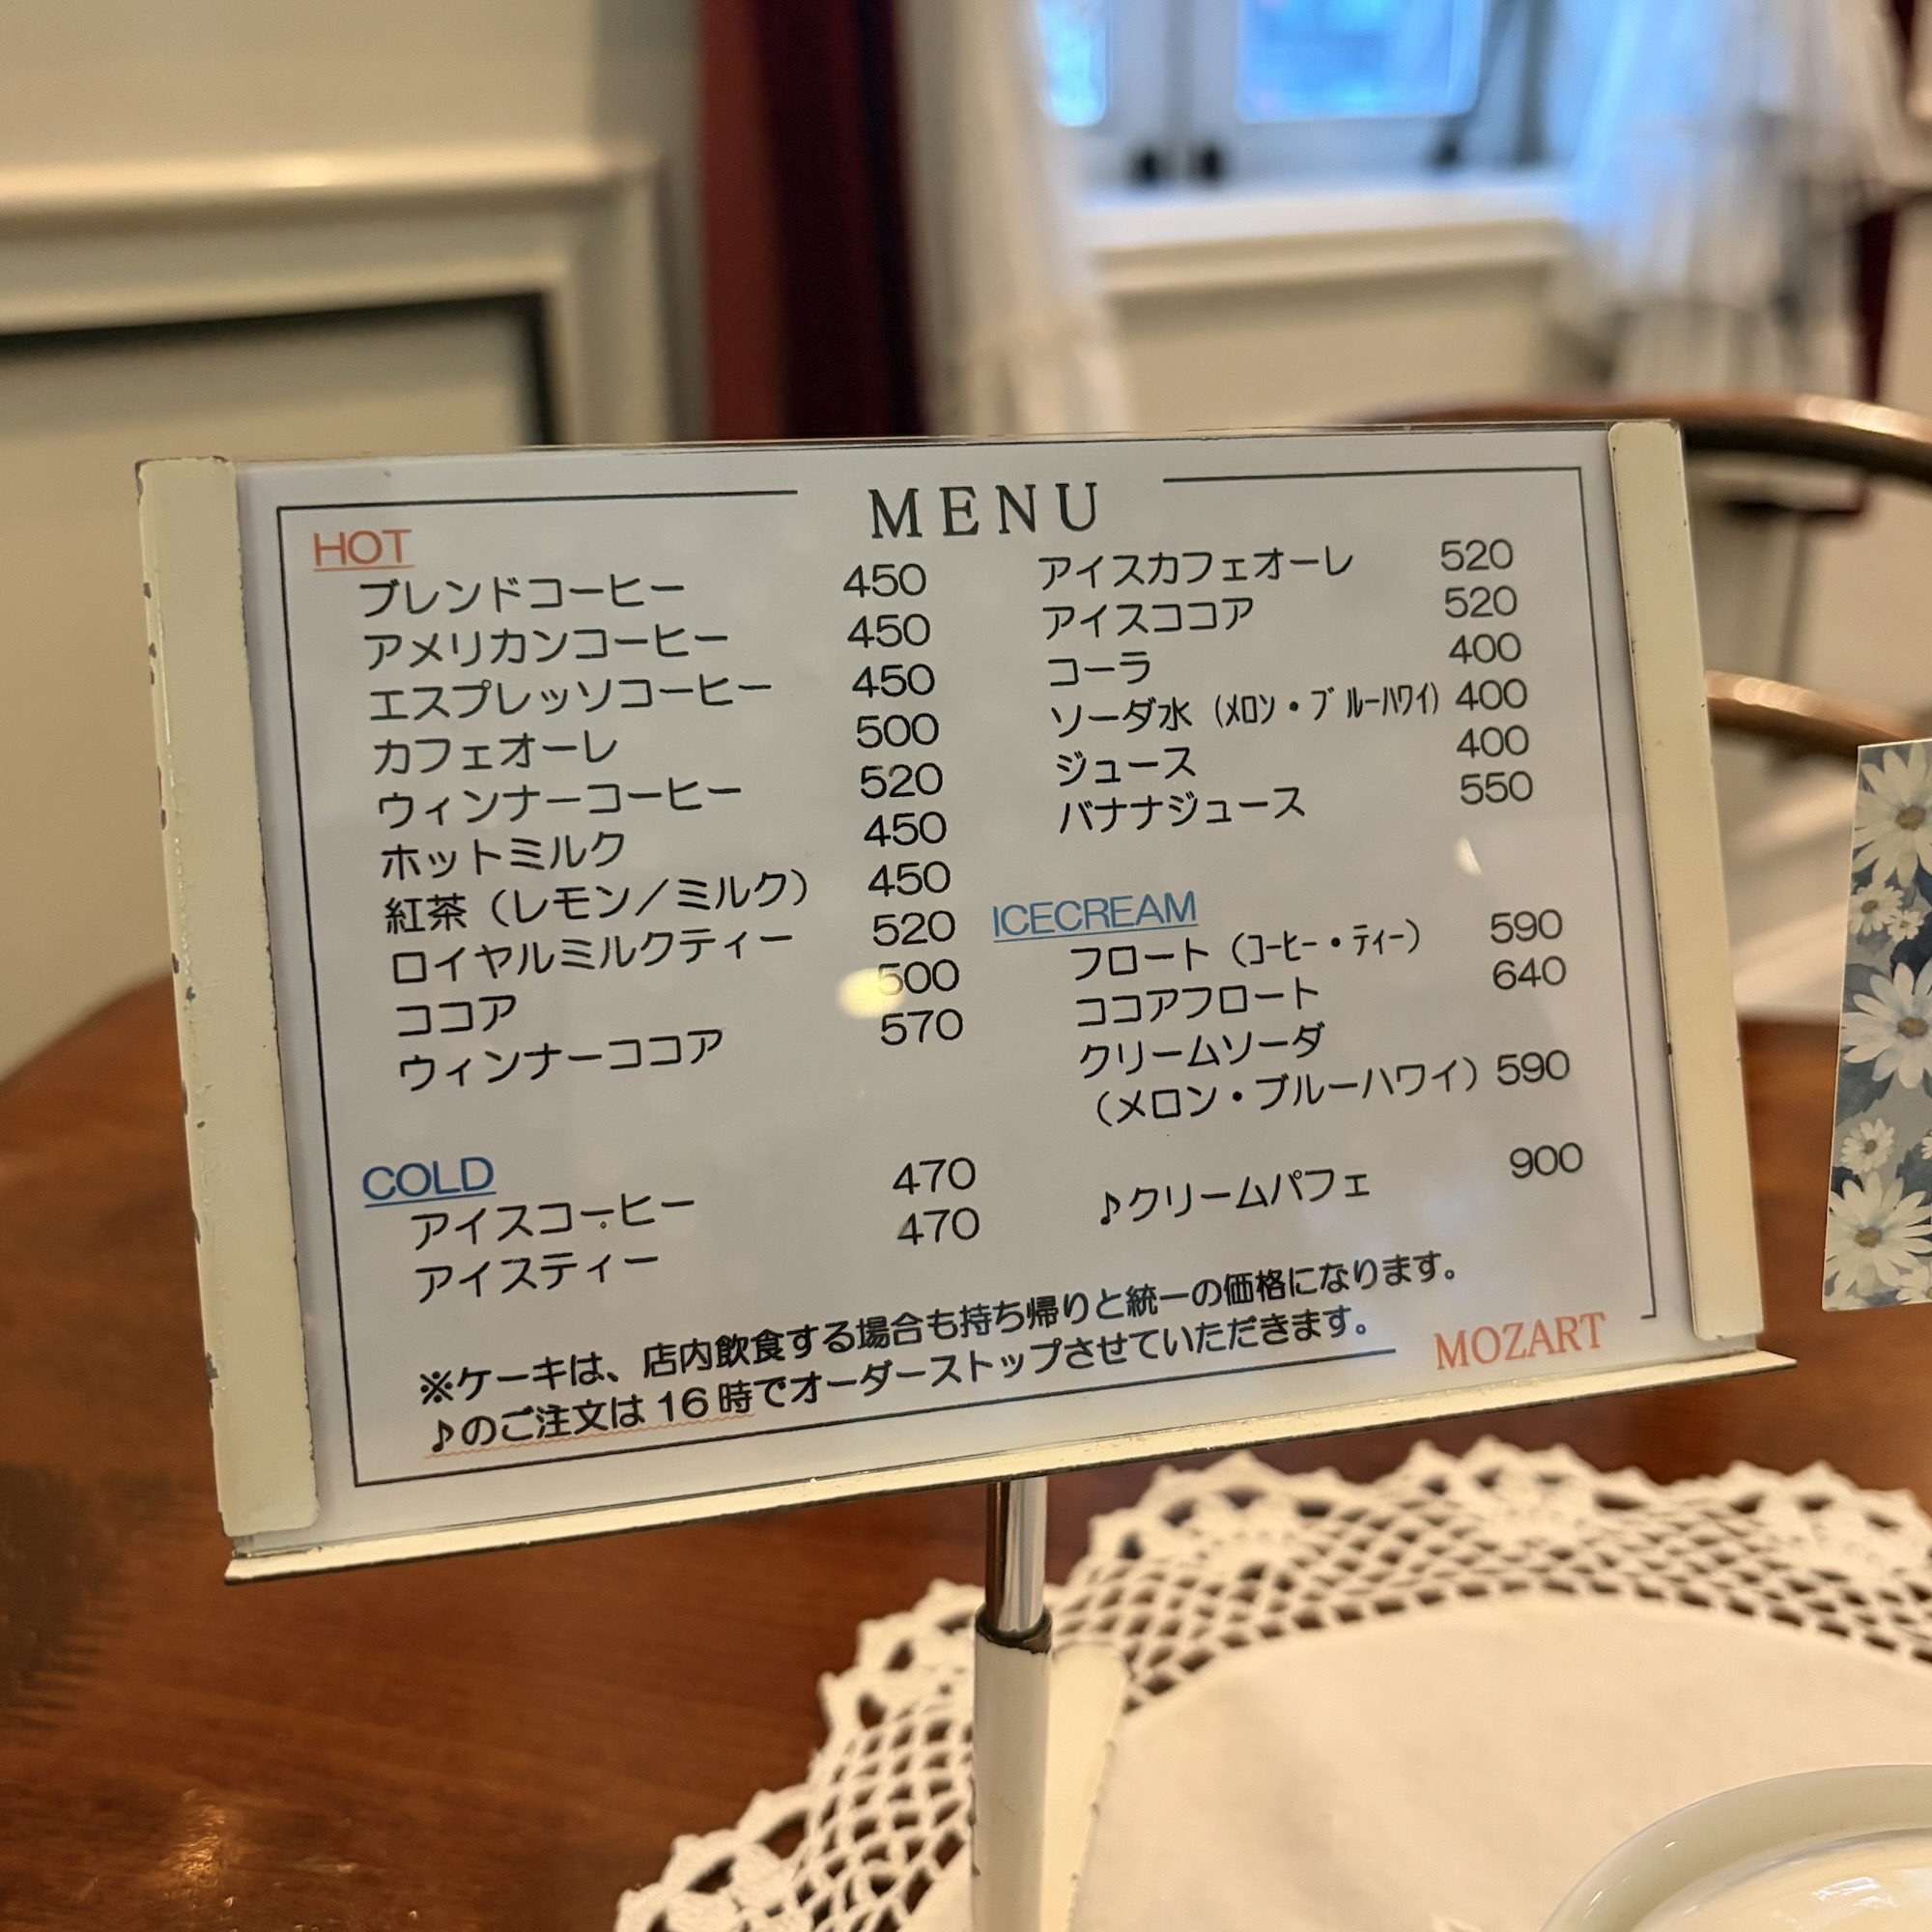 MENU
HOT
ブレンドコーヒー 450
アメリカンコーヒー 450
エスプレッソコーヒー 450
カフェオーレ 500
ウィンナーコーヒー 520
ホットミルク 450
紅茶（レモン／ミルク） 450
ロイヤルミルクティー 520
ココア 500
ウィンナーココア 570
COLD
アイスコーヒー 470
アイスティー 470
アイスカフェオーレ 520
アイスココア 520
コーラ 400
ソーダ水（ﾒﾛﾝ・ﾌﾞﾙｰﾊﾜｲ） 400
ジュース 400
バナナジュース 550
ICECREAM
フロート（ｺｰﾋｰ・ﾃｨｰ） 590
ココアフロート 640
クリームソーダ
（メロン・ブルーハワイ） 590
♪クリームパフェ 900
※ケーキは、店内飲食する場合も持ち帰りと統一の価格になります。
♪のご注文は 16 時でオーダーストップさせていただきます。
MOZART